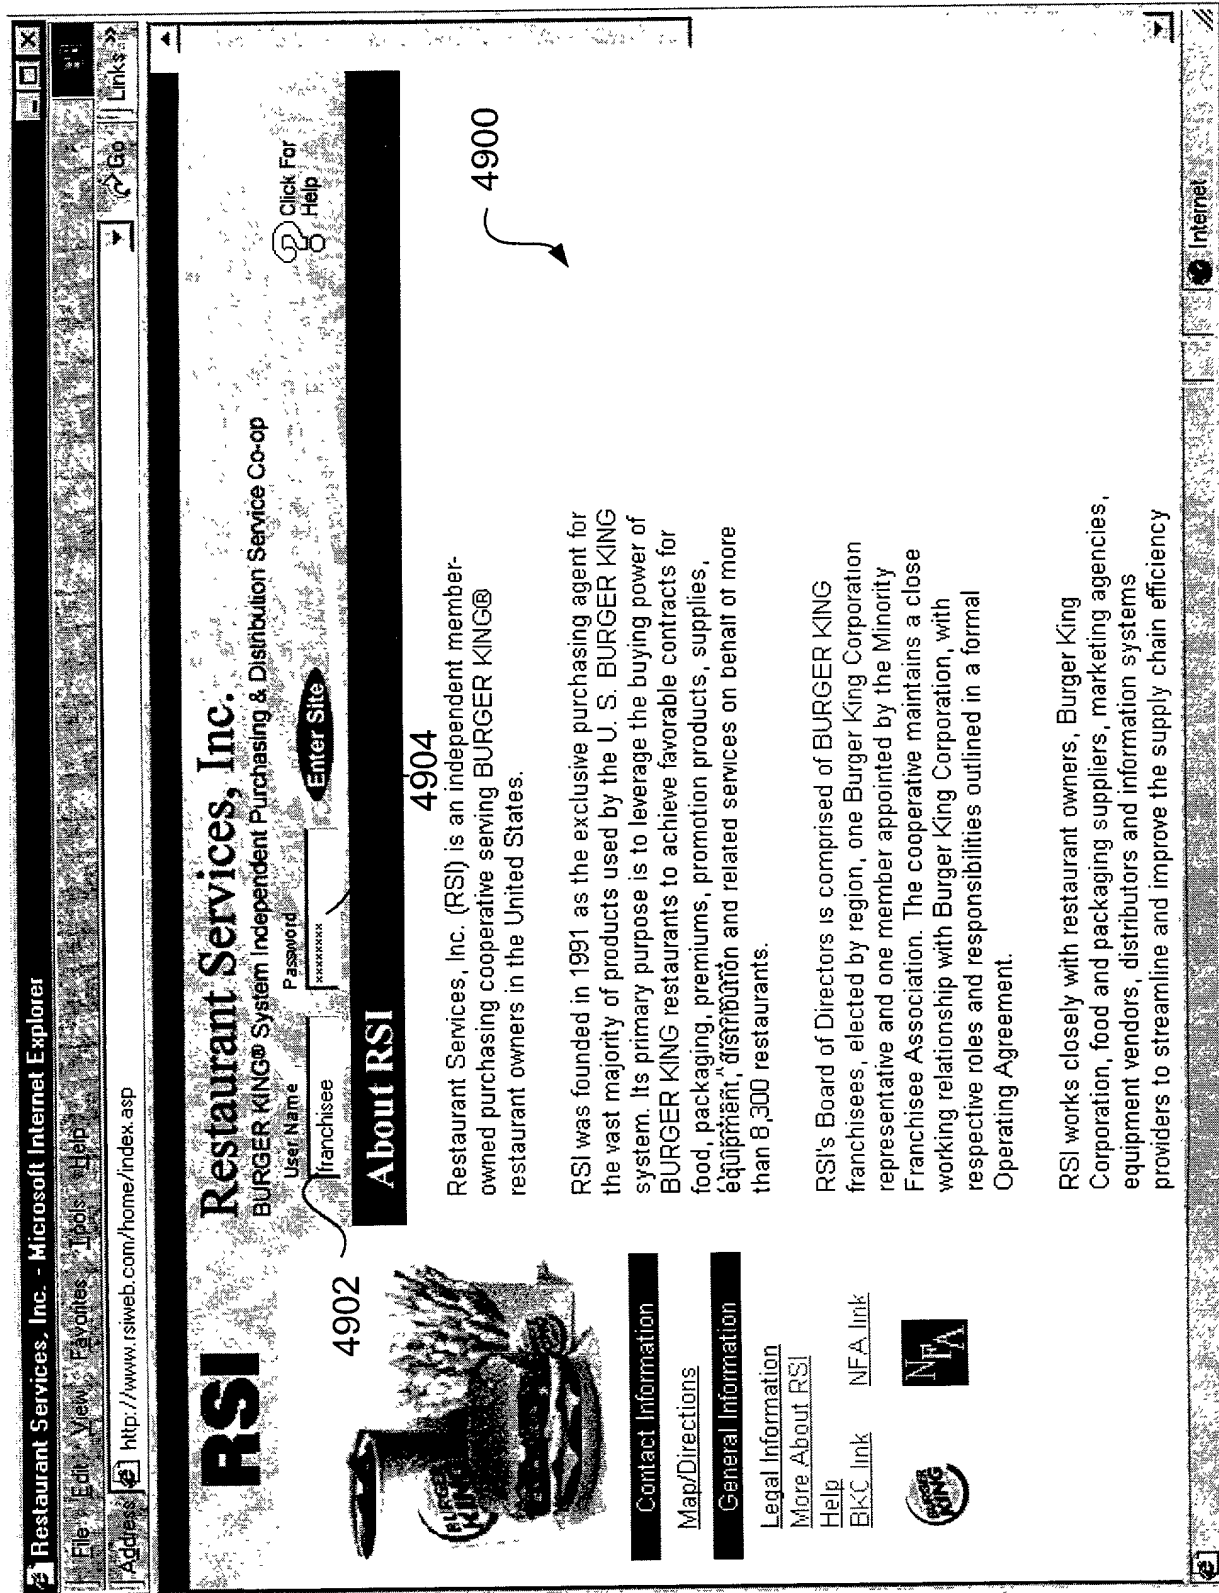 Restaurant Services, Inc. - Microsoft Internet Explorer
File Edit View Favorites Tools Help
Address http://www.rsiweb.com/home/index.asp Go Links »
RSI
Restaurant Services, Inc.
BURGER KING® System Independent Purchasing & Distribution Service Co-op
User Name Password
franchisee xxxxxxxx Enter Site
Click For
Help
4902
4904
4900
About RSI
BURGER
KING
Contact Information
Map/Directions
General Information
Legal Information
More About RSI
Help
BKC link NFA link
BURGER
KING
NFA
Restaurant Services, Inc. (RSI) is an independent member-
owned purchasing cooperative serving BURGER KING®
restaurant owners in the United States.
RSI was founded in 1991 as the exclusive purchasing agent for
the vast majority of products used by the U. S. BURGER KING
system. Its primary purpose is to leverage the buying power of
BURGER KING restaurants to achieve favorable contracts for
food, packaging, premiums, promotion products, supplies,
equipment, distribution and related services on behalf of more
than 8,300 restaurants.
RSI's Board of Directors is comprised of BURGER KING
franchisees, elected by region, one Burger King Corporation
representative and one member appointed by the Minority
Franchisee Association. The cooperative maintains a close
working relationship with Burger King Corporation, with
respective roles and responsibilities outlined in a formal
Operating Agreement.
RSI works closely with restaurant owners, Burger King
Corporation, food and packaging suppliers, marketing agencies,
equipment vendors, distributors and information systems
providers to streamline and improve the supply chain efficiency
Internet